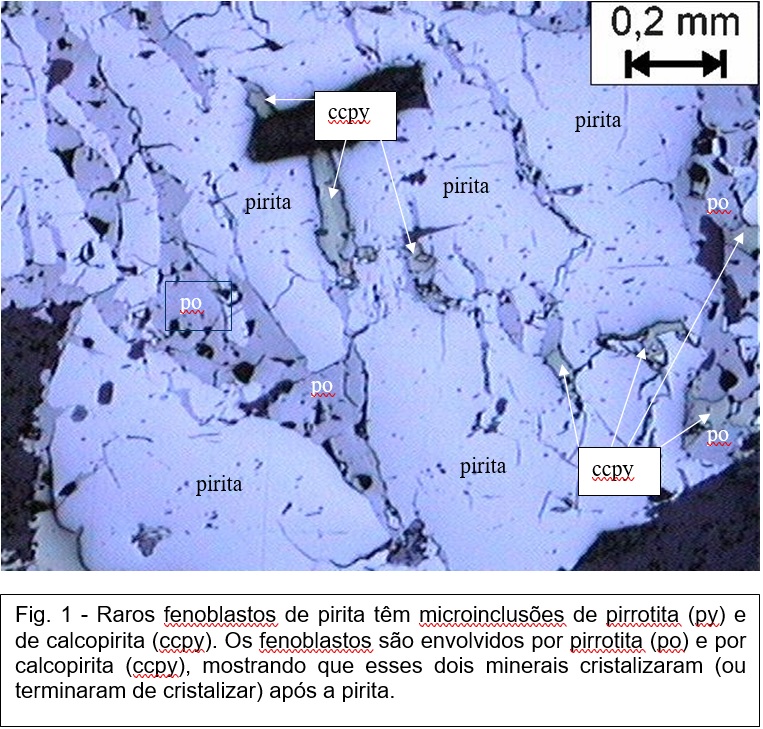 0,2 mm
ccpy
pirita
pirita
pirita
po
po
po
pirita
pirita
po
ccpy
Fig. 1 - Raros fenoblastos de pirita têm microinclusões de pirrotita (py) e
de calcopirita (ccpy). Os fenoblastos são envolvidos por pirrotita (po) e por
calcopirita (ccpy), mostrando que esses dois minerais cristalizaram (ou
terminaram de cristalizar) após a pirita.